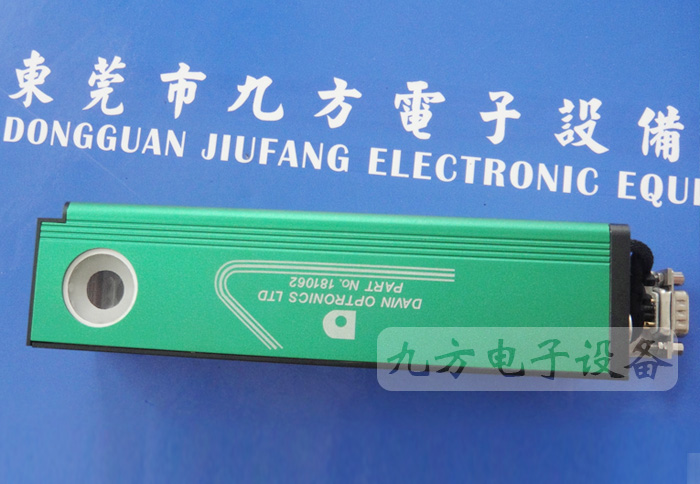 東莞市九方電子設備
DONGGUAN JIUFANG ELECTRONIC EQUI
D
DAVIN OPTRONICS LTD
PART No. 181062
九方电子设备